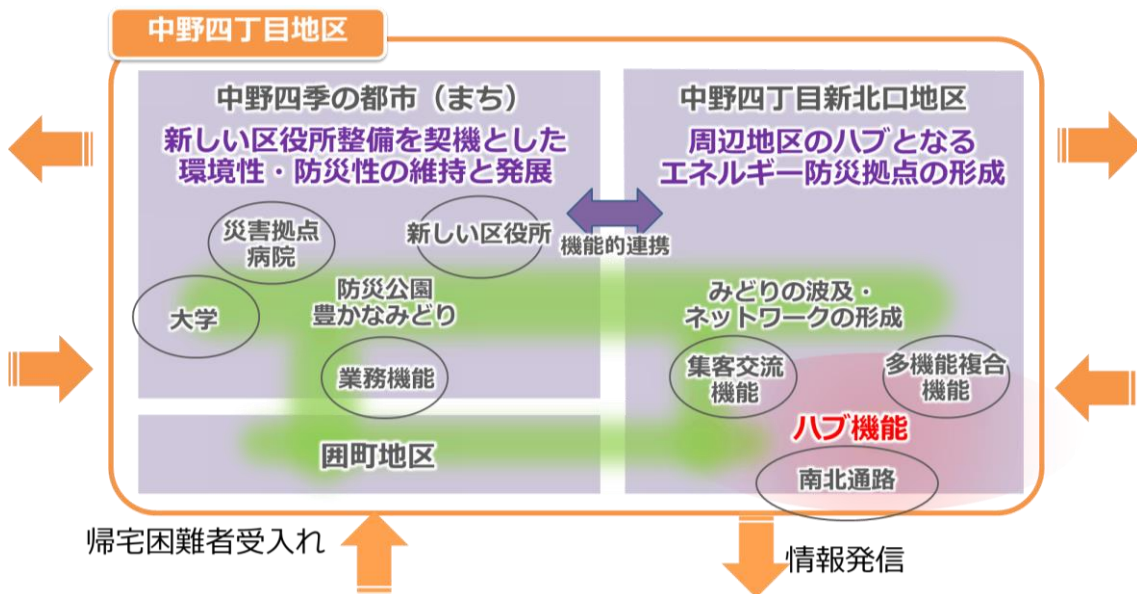 中野四丁目地区
中野四季の都市（まち）
新しい区役所整備を契機とした
環境性・防災性の維持と発展
災害拠点
病院
新しい区役所
大学
防災公園
豊かなみどり
業務機能
囲町地区
機能的連携
中野四丁目新北口地区
周辺地区のハブとなる
エネルギー防災拠点の形成
みどりの波及・
ネットワークの形成
集客交流
機能
多機能複合
機能
ハブ機能
南北通路
帰宅困難者受入れ
情報発信